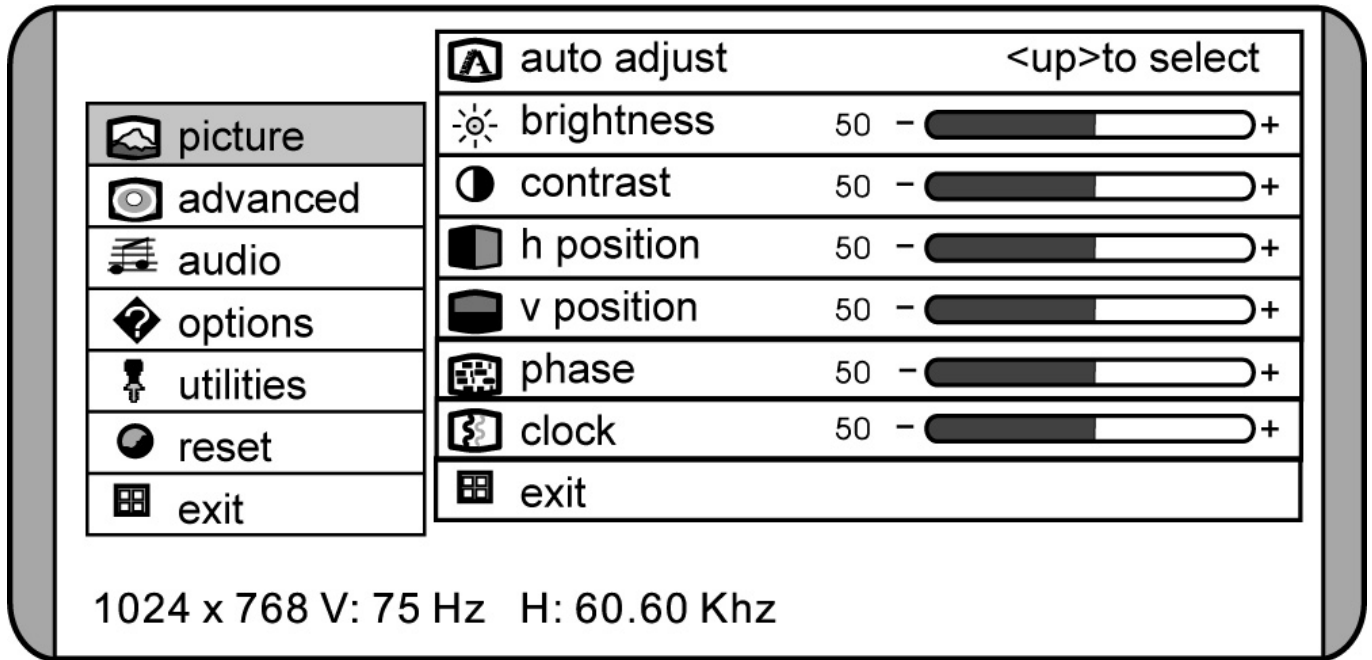 picture
advanced
audio
options
utilities
reset
exit
auto adjust <up>to select
brightness 50 - +
contrast 50 - +
h position 50 - +
v position 50 - +
phase 50 - +
clock 50 - +
exit
1024 x 768 V: 75 Hz H: 60.60 Khz